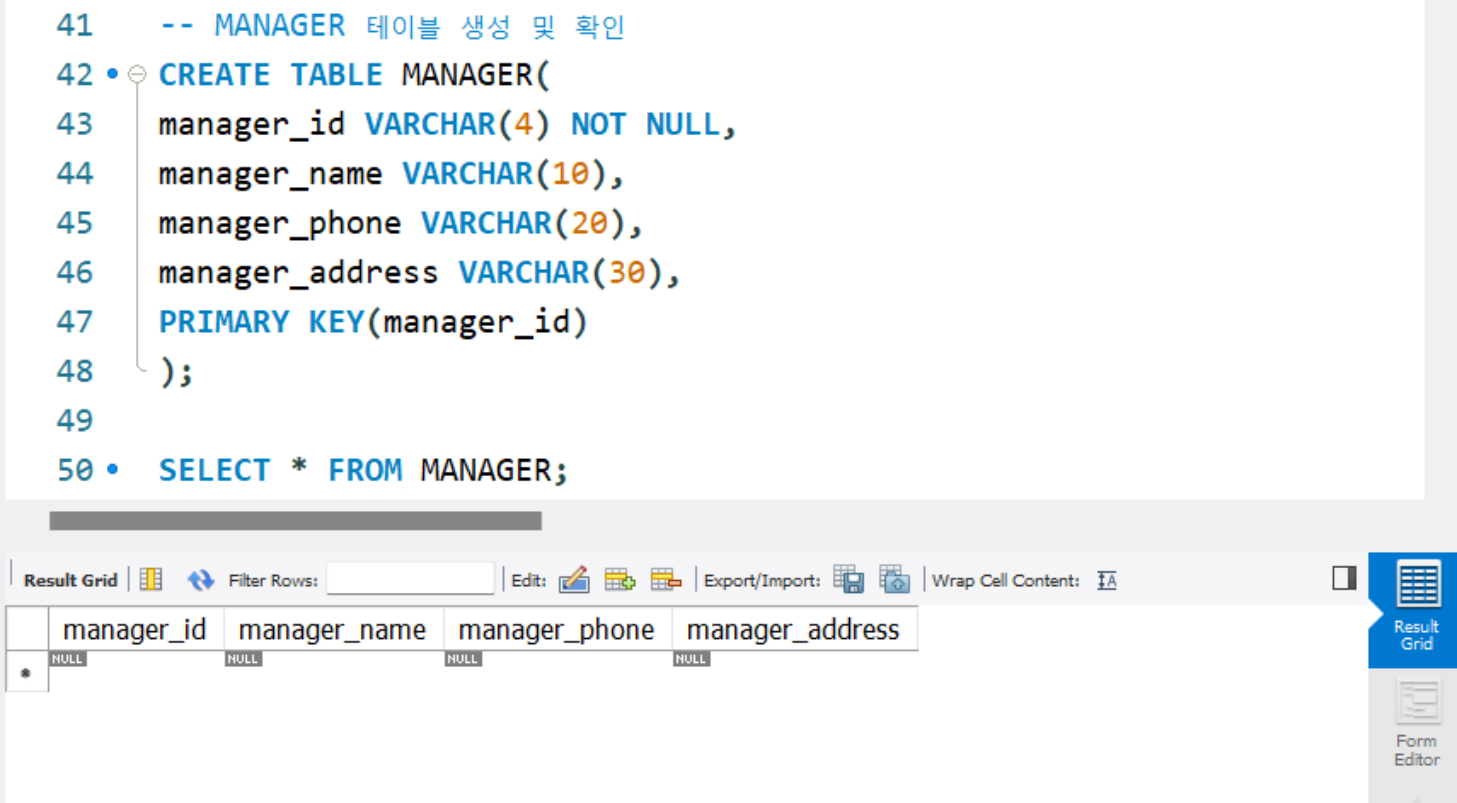 41 -- MANAGER 테이블 생성 및 확인
42 CREATE TABLE MANAGER(
43 manager_id VARCHAR(4) NOT NULL,
44 manager_name VARCHAR(10),
45 manager_phone VARCHAR(20),
46 manager_address VARCHAR(30),
47 PRIMARY KEY(manager_id)
48 );
49
50 SELECT * FROM MANAGER;
Result Grid Filter Rows: Edit: Export/Import: Wrap Cell Content:
manager_id manager_name manager_phone manager_address
* NULL NULL NULL NULL
Result
Grid
Form
Editor